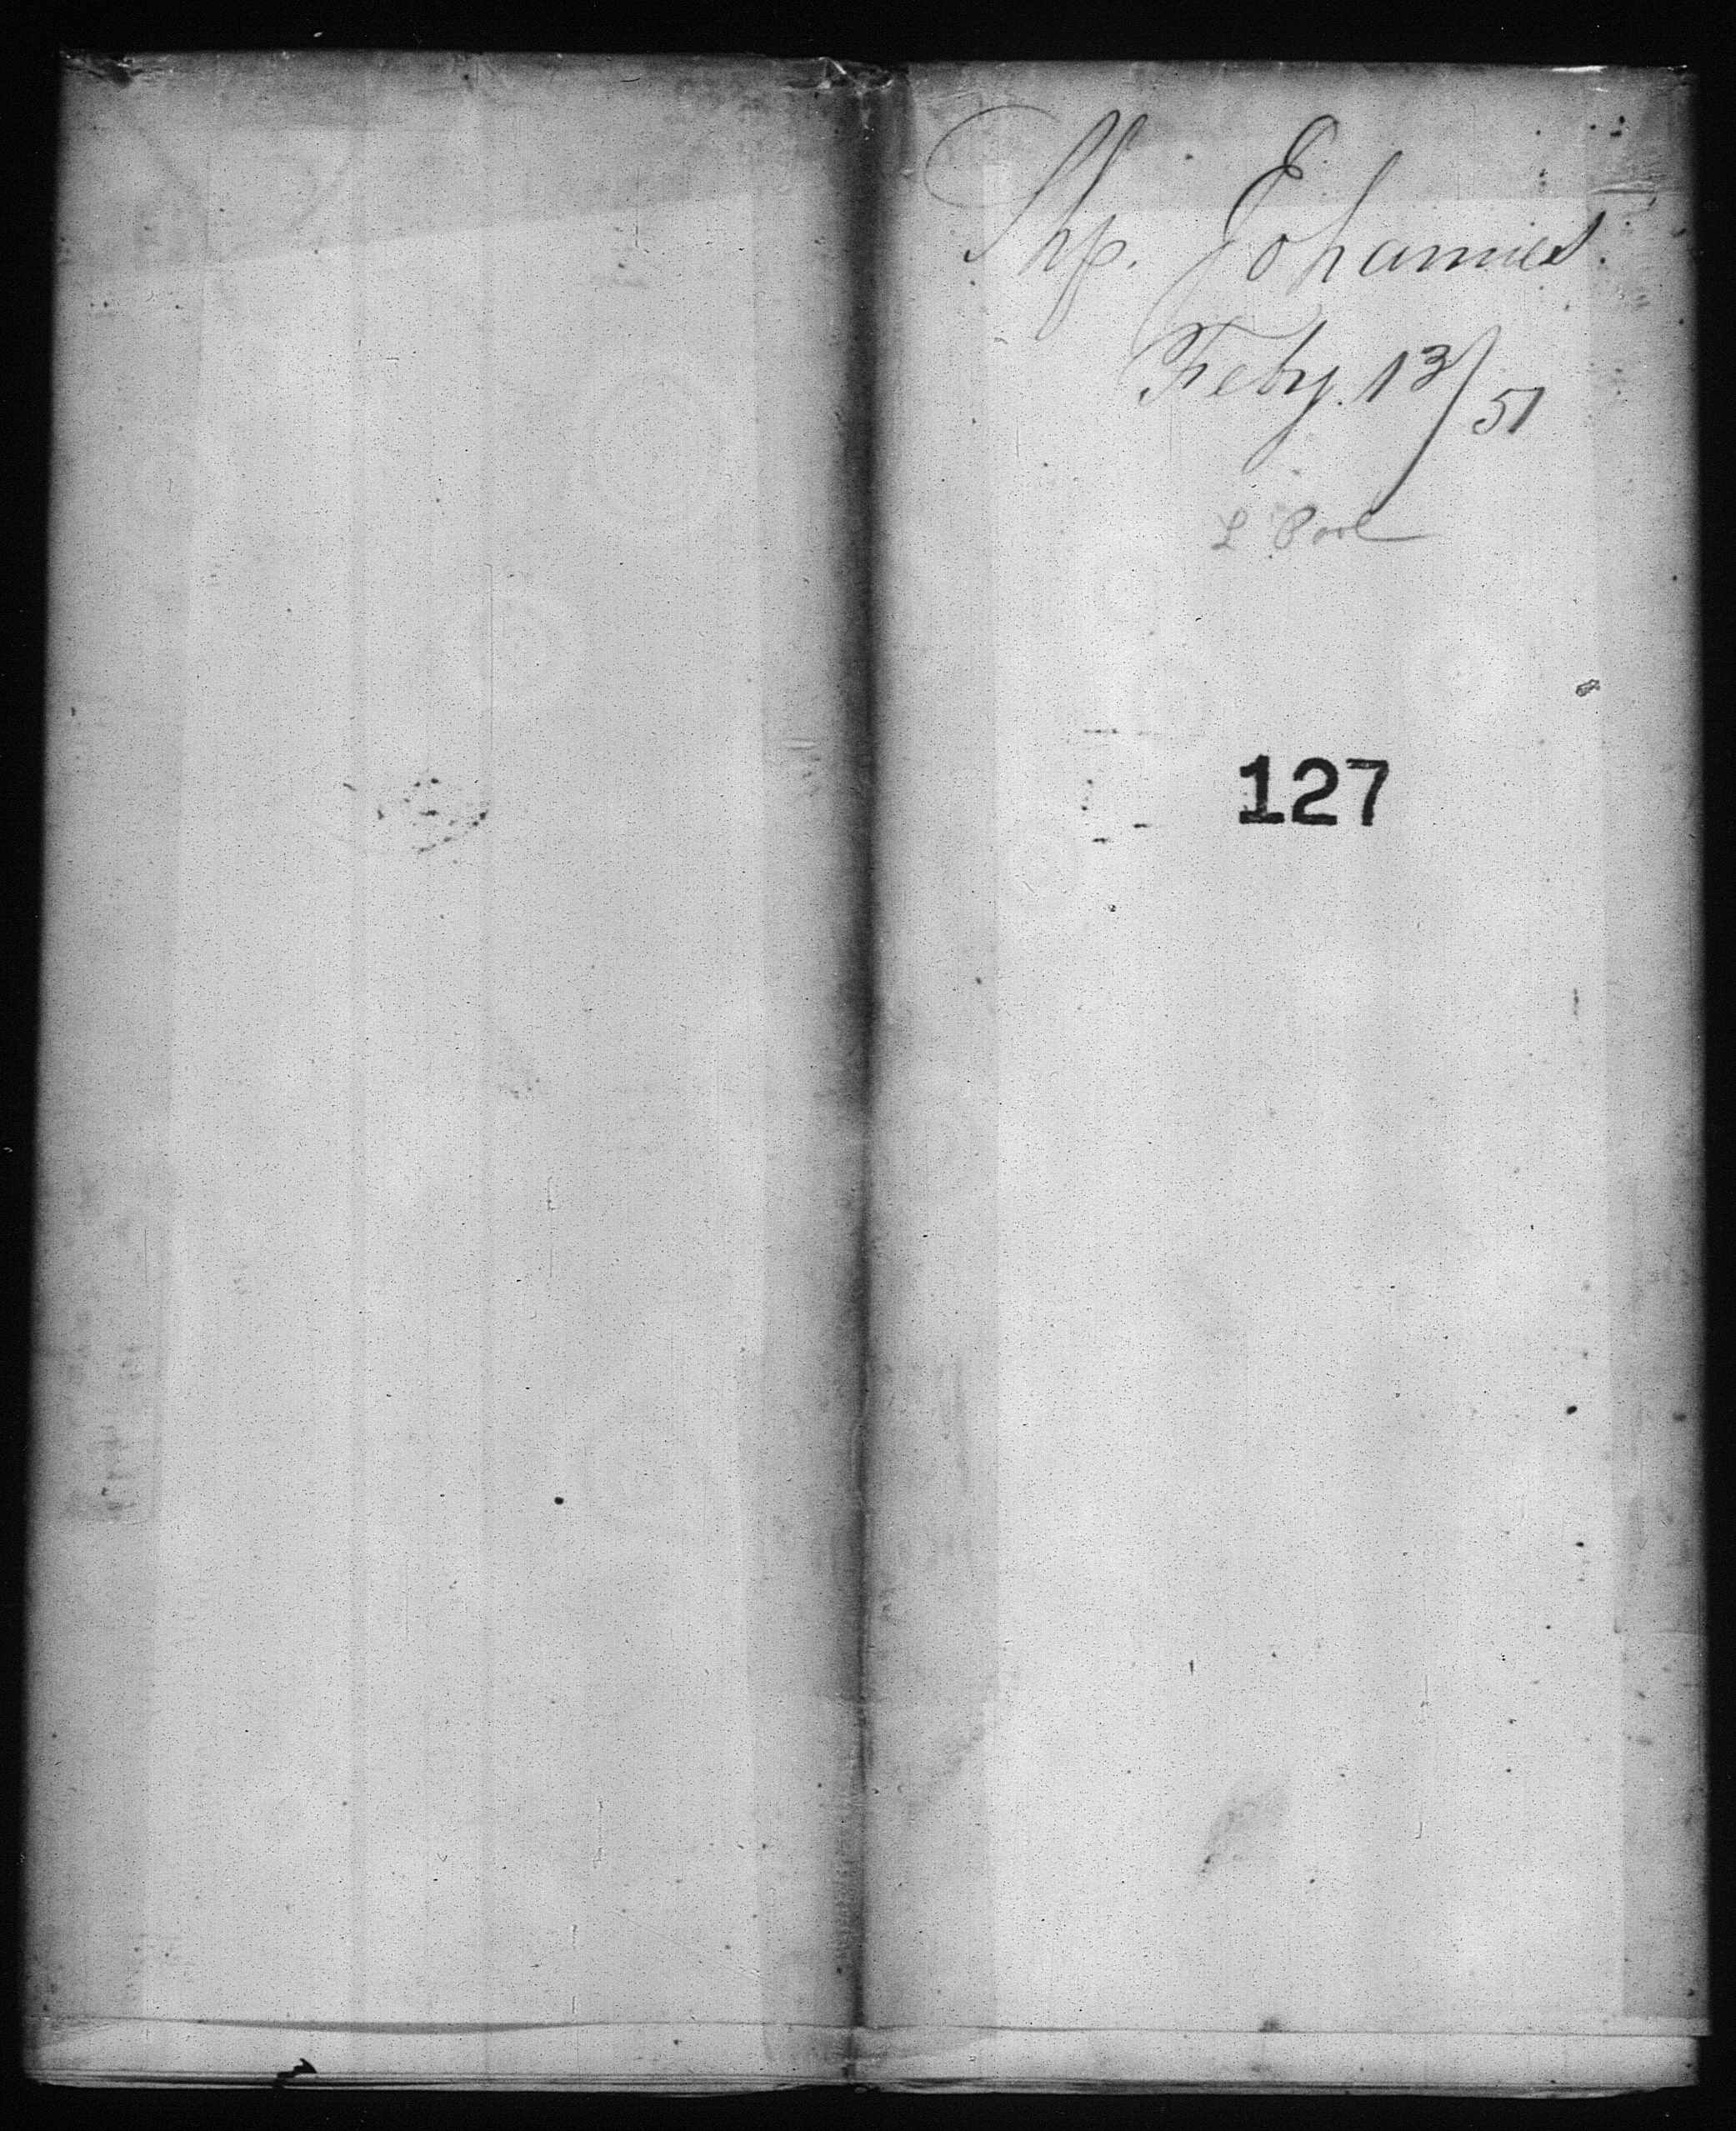 Shp. Johannes.
Feby. 13/51
L Pool
127